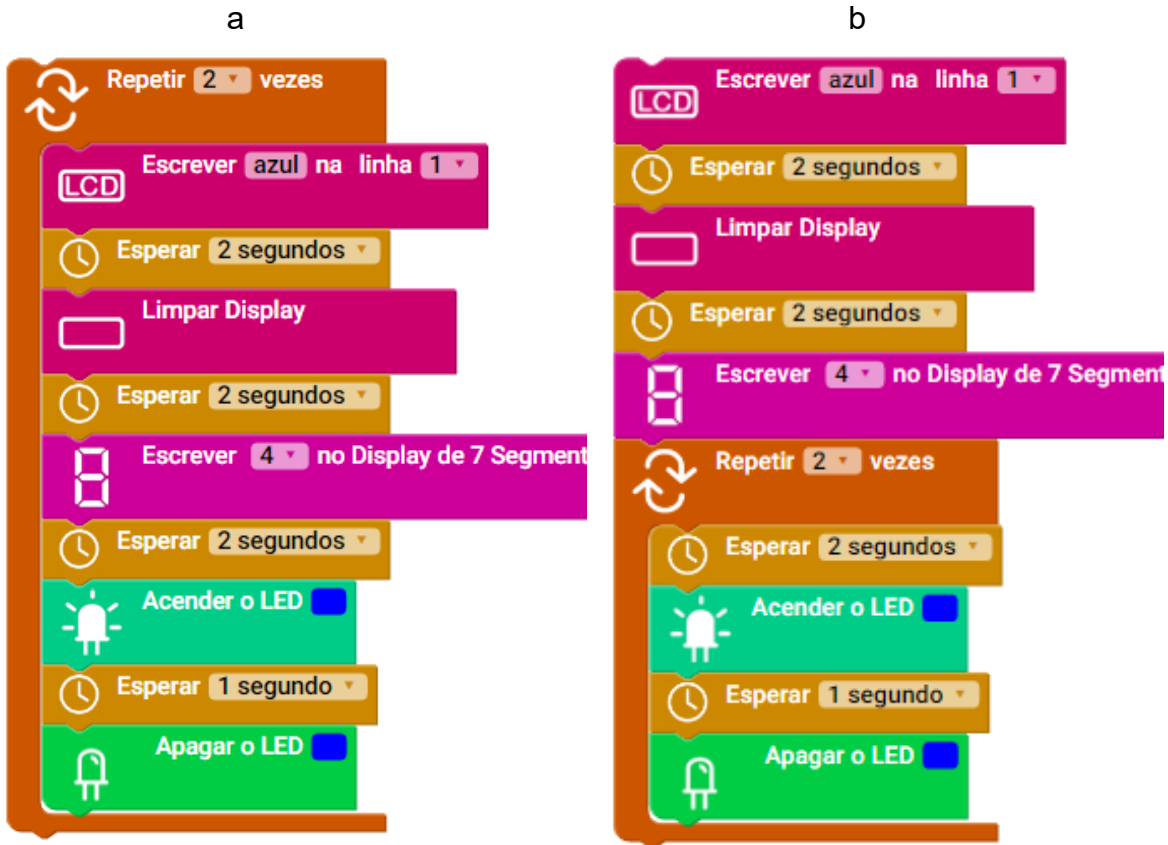 a
Repetir 2 vezes
LCD
Escrever azul na linha 1
Esperar 2 segundos
Limpar Display
Esperar 2 segundos
Escrever 4 no Display de 7 Segment
Esperar 2 segundos
Acender o LED
Esperar 1 segundo
Apagar o LED
b
LCD
Escrever azul na linha 1
Esperar 2 segundos
Limpar Display
Esperar 2 segundos
Escrever 4 no Display de 7 Segment
Repetir 2 vezes
Esperar 2 segundos
Acender o LED
Esperar 1 segundo
Apagar o LED